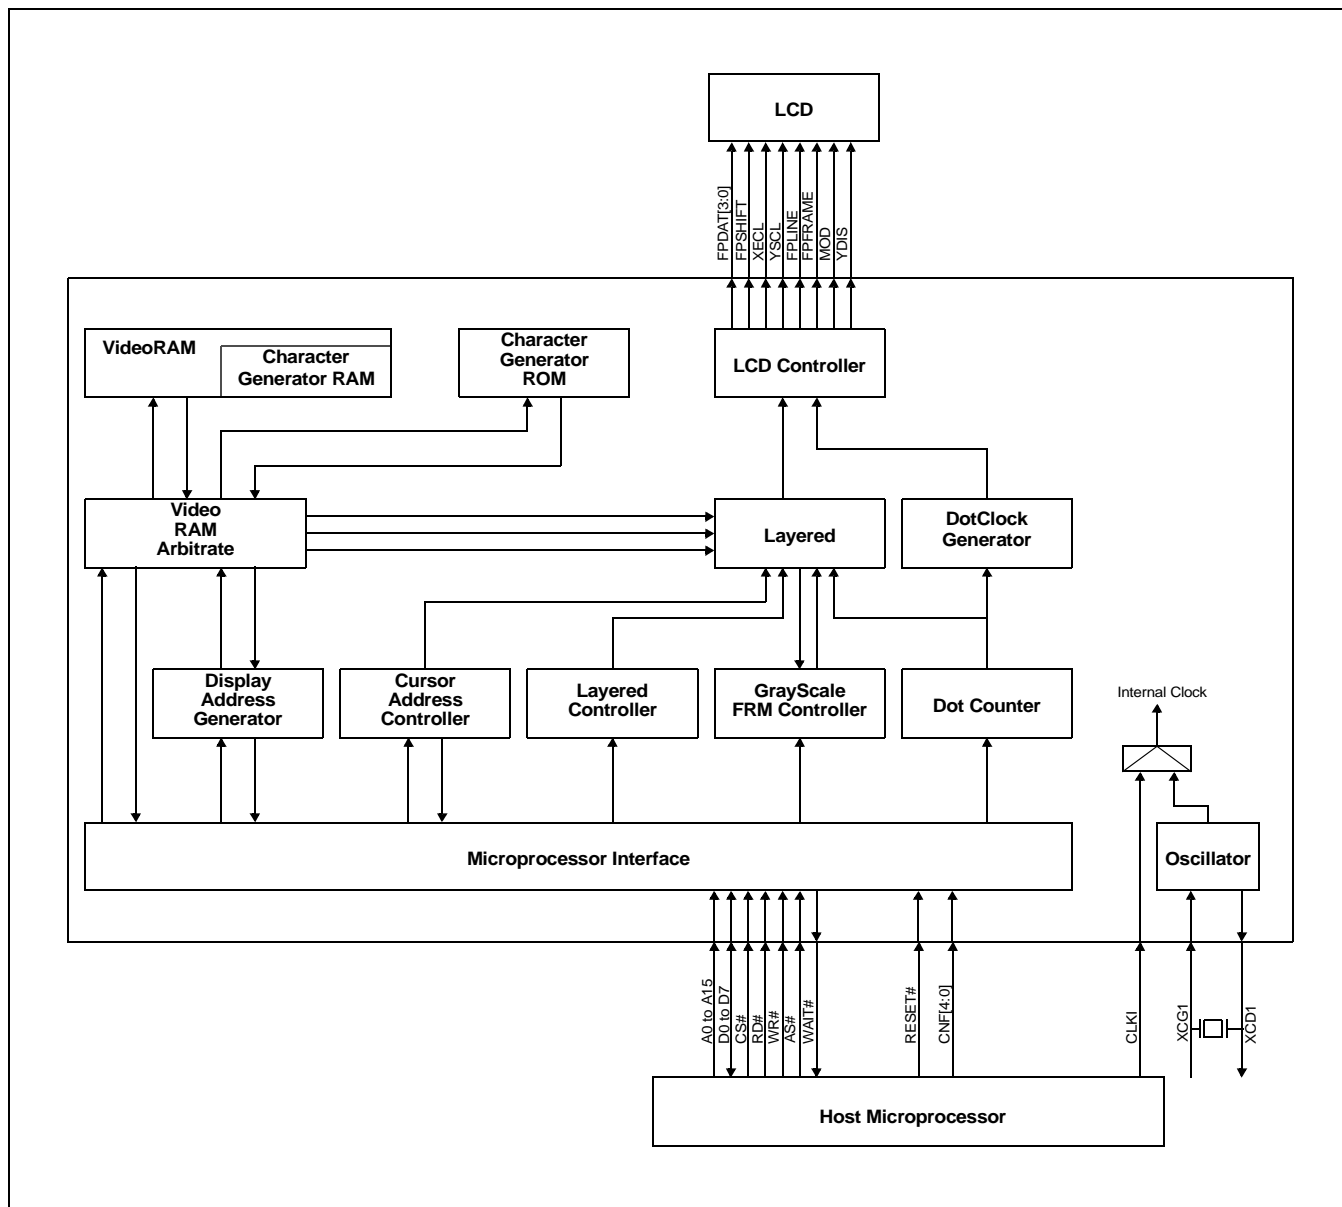 LCD
FPDAT[3:0]
FPSHIFT
XECL
YSCL
FPLINE
FPFRAME
MOD
YDIS
VideoRAM
Character
Generator RAM
Character
Generator
ROM
LCD Controller
Video
RAM
Arbitrate
Layered
DotClock
Generator
Display
Address
Generator
Cursor
Address
Controller
Layered
Controller
GrayScale
FRM Controller
Dot Counter
Internal Clock
Microprocessor Interface
Oscillator
A0 to A15
D0 to D7
CS#
RD#
WR#
AS#
WAIT#
RESET#
CNF[4:0]
CLKI
XCG1
XCD1
Host Microprocessor